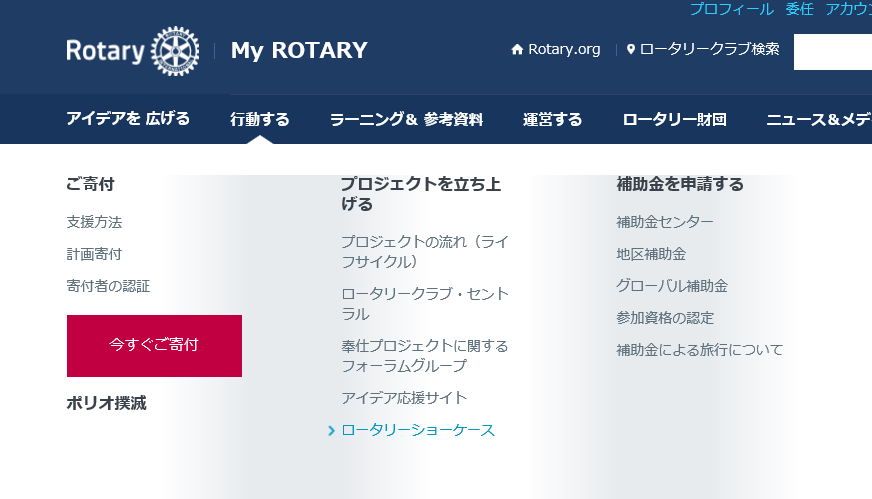 プロフィール 委任 アカウン
Rotary My ROTARY Rotary.org ロータリークラブ検索
アイデアを 広げる 行動する ラーニング& 参考資料 運営する ロータリー財団 ニュース&メデ
ご寄付
支援方法
計画寄付
寄付者の認証
今すぐご寄付
ポリオ撲滅
プロジェクトを立ち上
げる
プロジェクトの流れ（ライ
フサイクル）
ロータリークラブ・セント
ラル
奉仕プロジェクトに関する
フォーラムグループ
アイデア応援サイト
ロータリーショーケース
補助金を申請する
補助金センター
地区補助金
グローバル補助金
参加資格の認定
補助金による旅行について